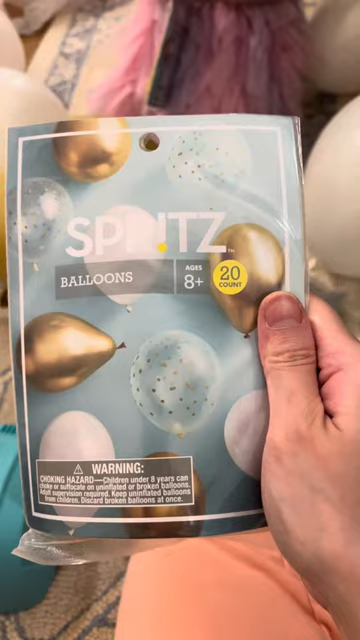 SPRITZ™
BALLOONS
AGES
8+
20
COUNT
⚠ WARNING:
CHOKING HAZARD—Children under 8 years can
choke or suffocate on uninflated or broken balloons.
Adult supervision required. Keep uninflated balloons
from children. Discard broken balloons at once.